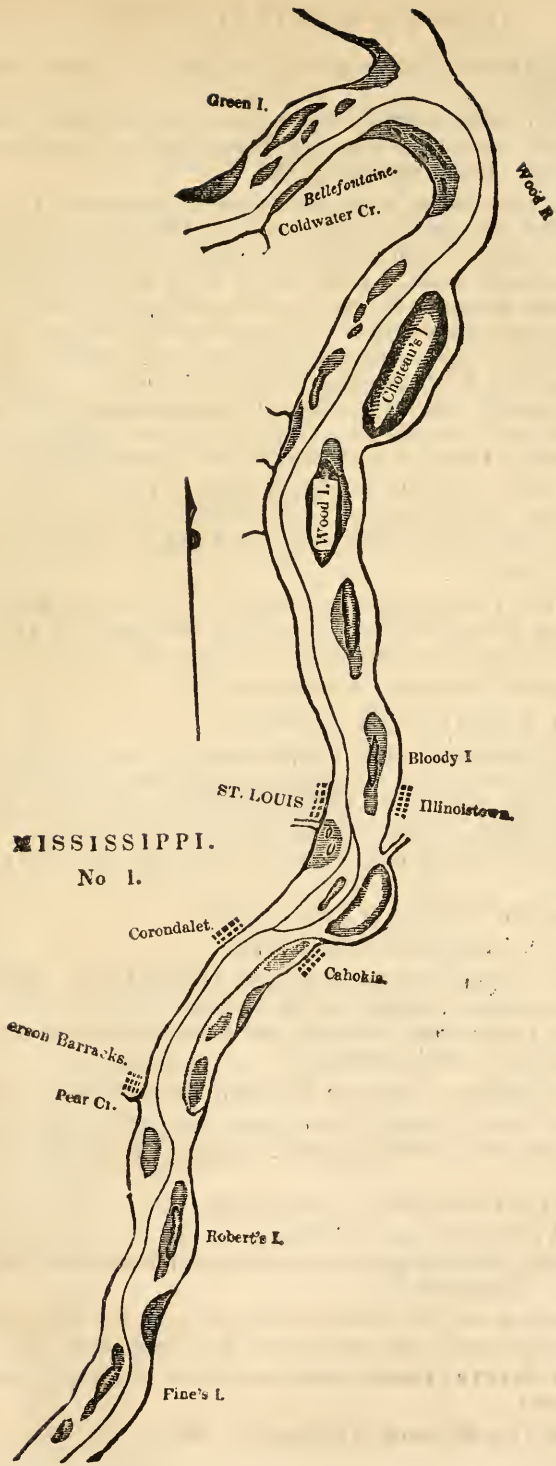 Green I.
Bellefontaine.
Coldwater Cr.
Wood R
Choteau's I
Wood I.
Bloody I
ST. LOUIS
Illinoistown.
MISSISSIPPI.
No 1.
Corondalet.
Cahokia.
erson Barracks.
Pear Cr.
Robert's I.
Fine's I.